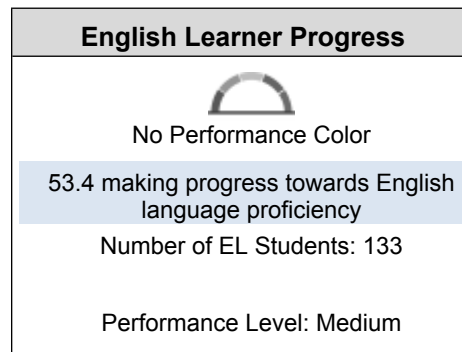 English Learner Progress
No Performance Color
53.4 making progress towards English
language proficiency
Number of EL Students: 133
Performance Level: Medium